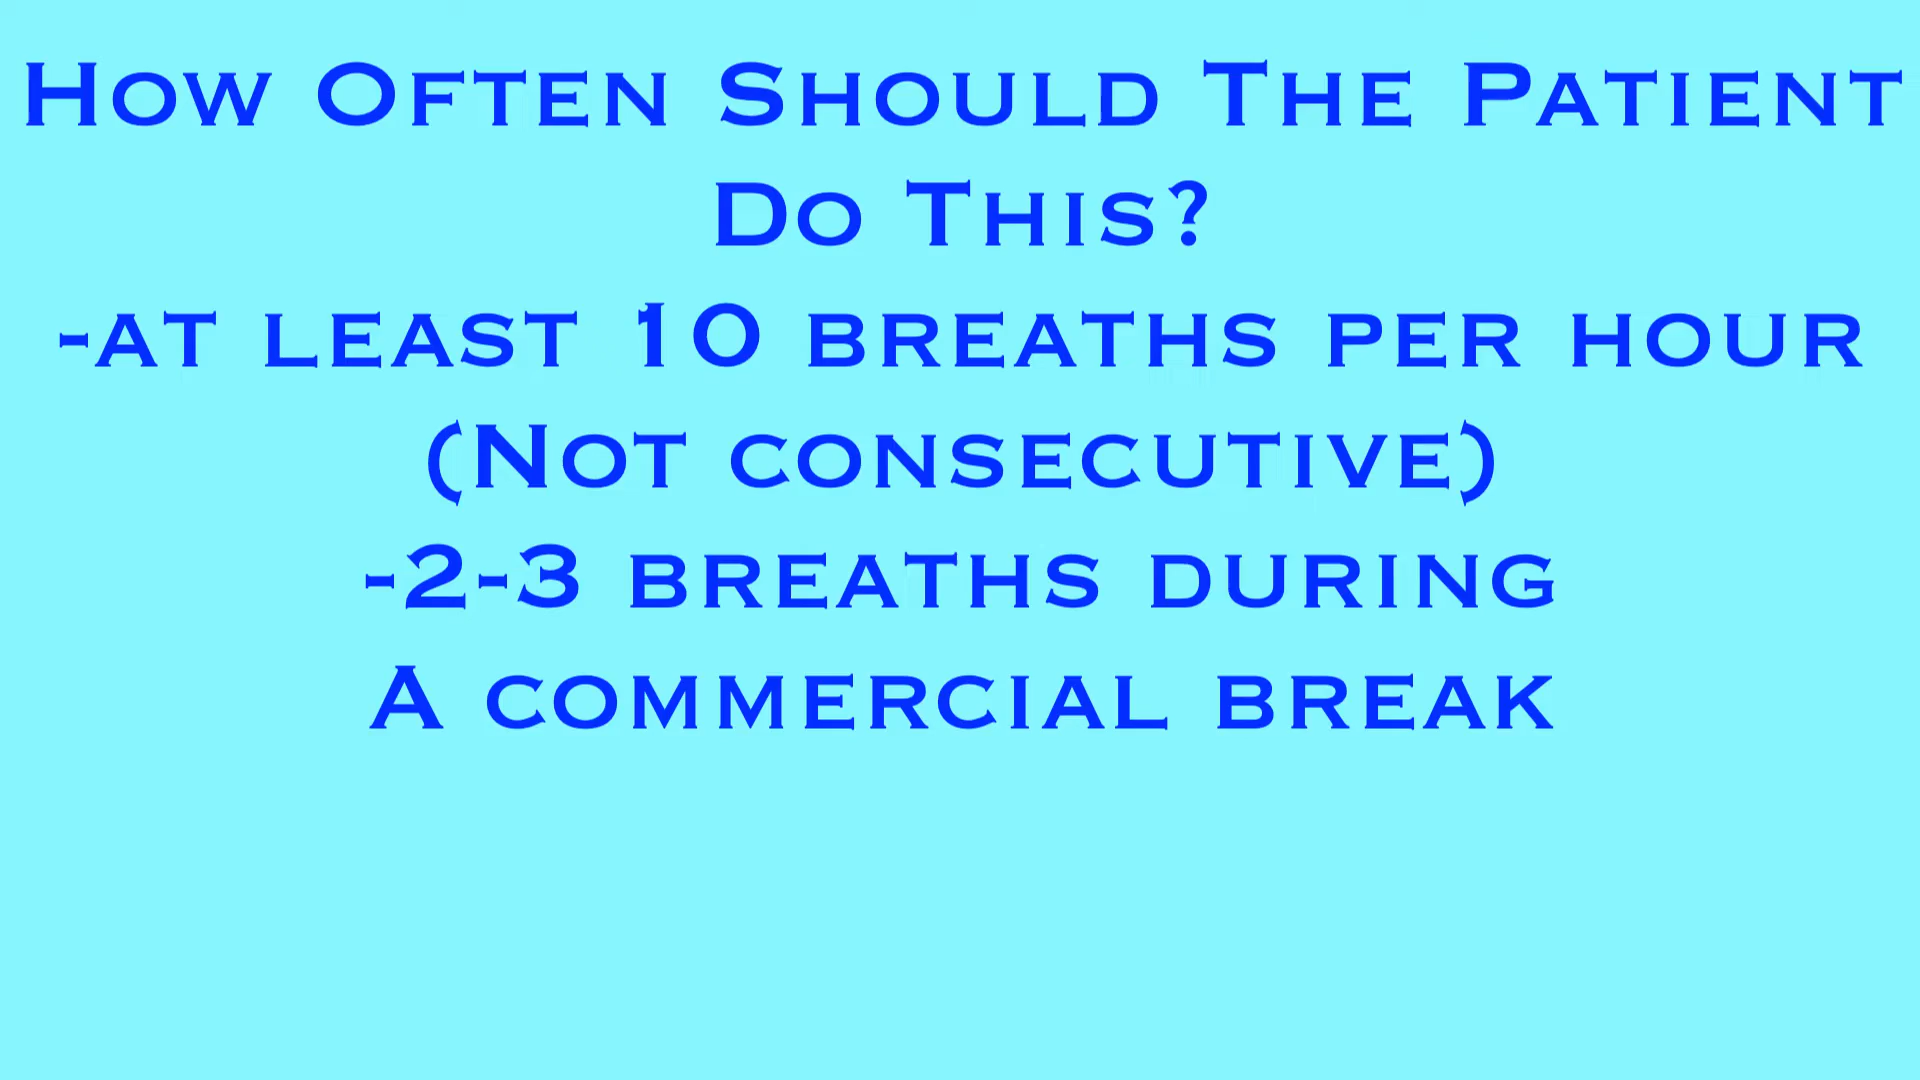 How Often Should The Patient
Do This?
-at least 10 breaths per hour
(Not consecutive)
-2-3 breaths during
A commercial break